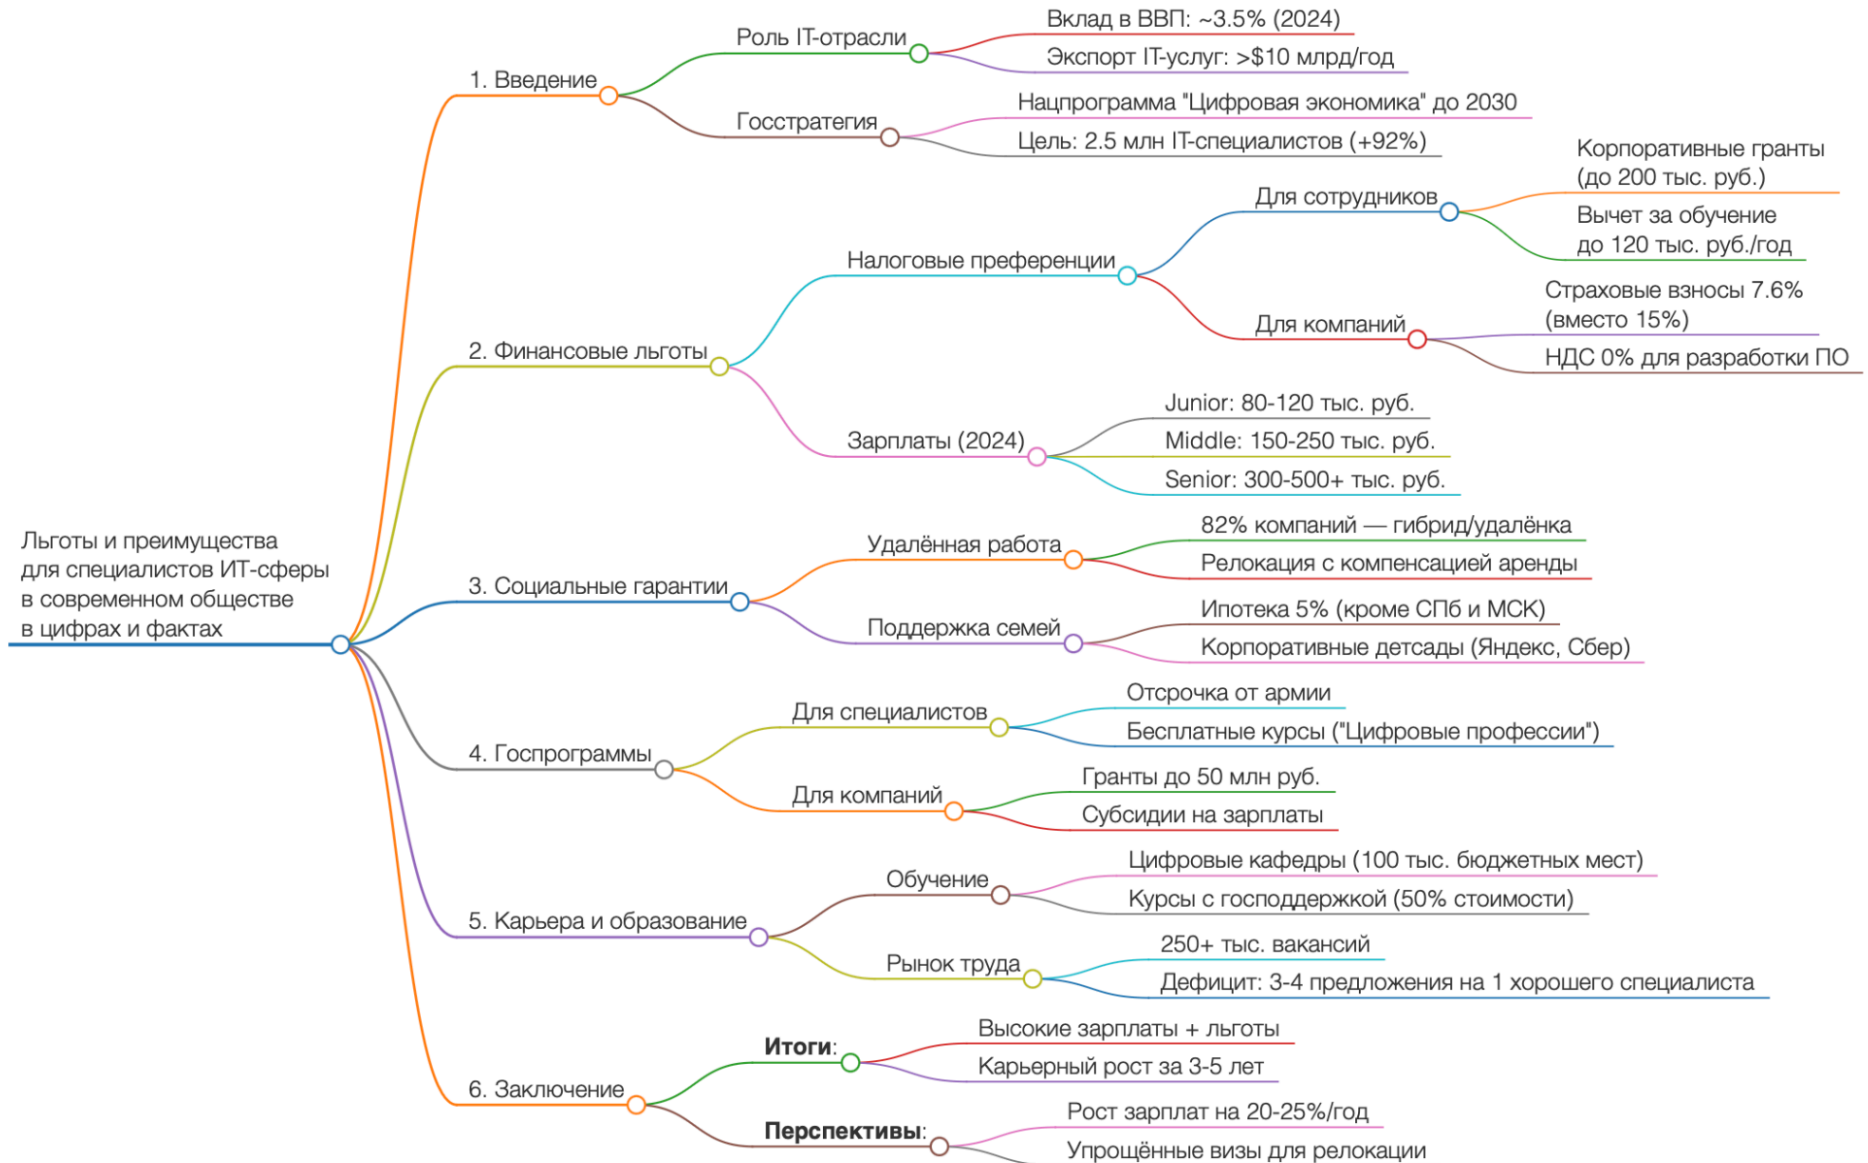 Льготы и преимущества
для специалистов ИТ-сферы
в современном обществе
в цифрах и фактах
1. Введение
Роль IT-отрасли
Вклад в ВВП: ~3.5% (2024)
Экспорт IT-услуг: >$10 млрд/год
Госстратегия
Нацпрограмма "Цифровая экономика" до 2030
Цель: 2.5 млн IT-специалистов (+92%)
2. Финансовые льготы
Налоговые преференции
Для сотрудников
Корпоративные гранты
(до 200 тыс. руб.)
Вычет за обучение
до 120 тыс. руб./год
Для компаний
Страховые взносы 7.6%
(вместо 15%)
НДС 0% для разработки ПО
Зарплаты (2024)
Junior: 80-120 тыс. руб.
Middle: 150-250 тыс. руб.
Senior: 300-500+ тыс. руб.
3. Социальные гарантии
Удалённая работа
82% компаний — гибрид/удалёнка
Релокация с компенсацией аренды
Поддержка семей
Ипотека 5% (кроме СПб и МСК)
Корпоративные детсады (Яндекс, Сбер)
4. Госпрограммы
Для специалистов
Отсрочка от армии
Бесплатные курсы ("Цифровые профессии")
Для компаний
Гранты до 50 млн руб.
Субсидии на зарплаты
5. Карьера и образование
Обучение
Цифровые кафедры (100 тыс. бюджетных мест)
Курсы с господдержкой (50% стоимости)
Рынок труда
250+ тыс. вакансий
Дефицит: 3-4 предложения на 1 хорошего специалиста
6. Заключение
Итоги:
Высокие зарплаты + льготы
Карьерный рост за 3-5 лет
Перспективы:
Рост зарплат на 20-25%/год
Упрощённые визы для релокации